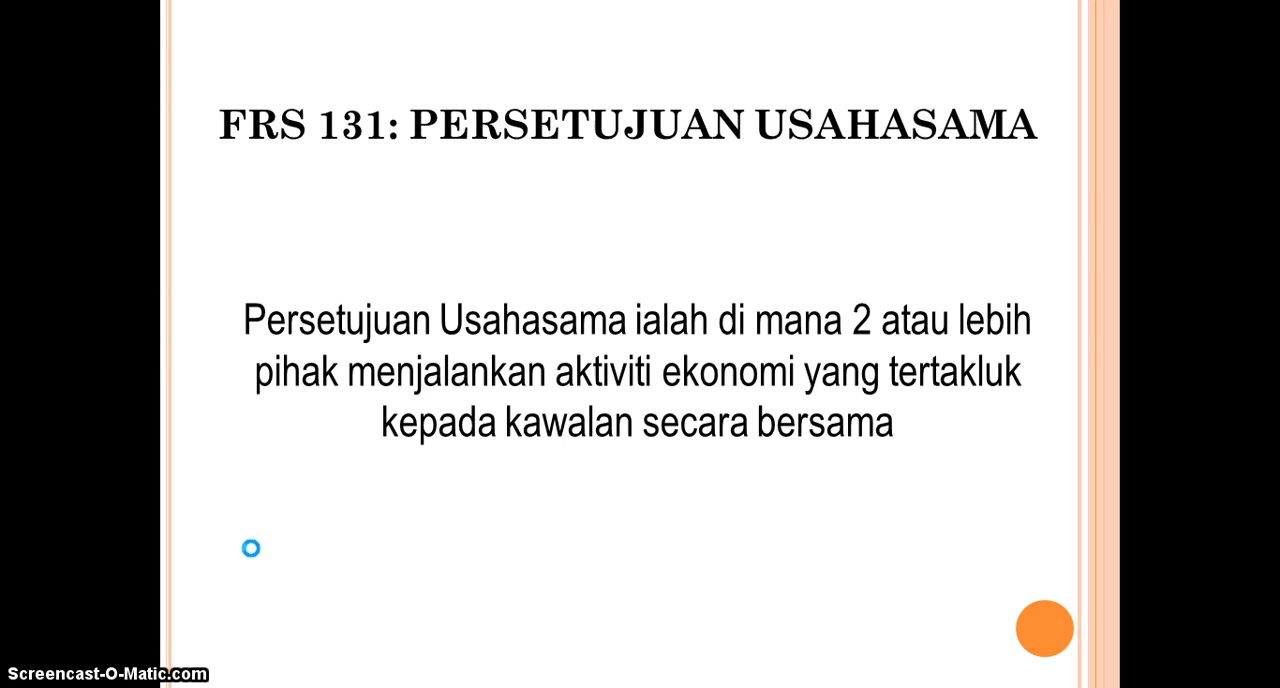 FRS 131: PERSETUJUAN USAHASAMA
Persetujuan Usahasama ialah di mana 2 atau lebih
pihak menjalankan aktiviti ekonomi yang tertakluk
kepada kawalan secara bersama
Screencast-O-Matic.com